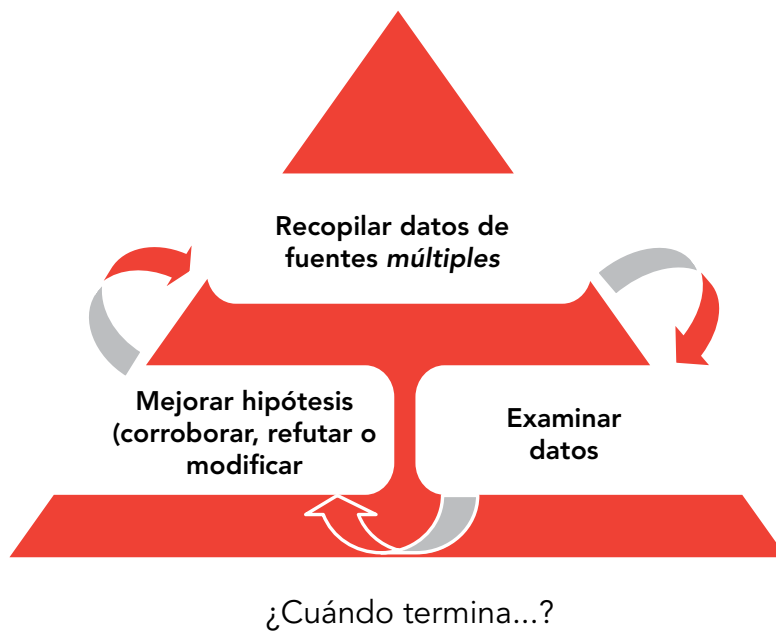 Recopilar datos de
fuentes múltiples
Mejorar hipótesis
(corroborar, refutar o
modificar
Examinar
datos
¿Cuándo termina...?